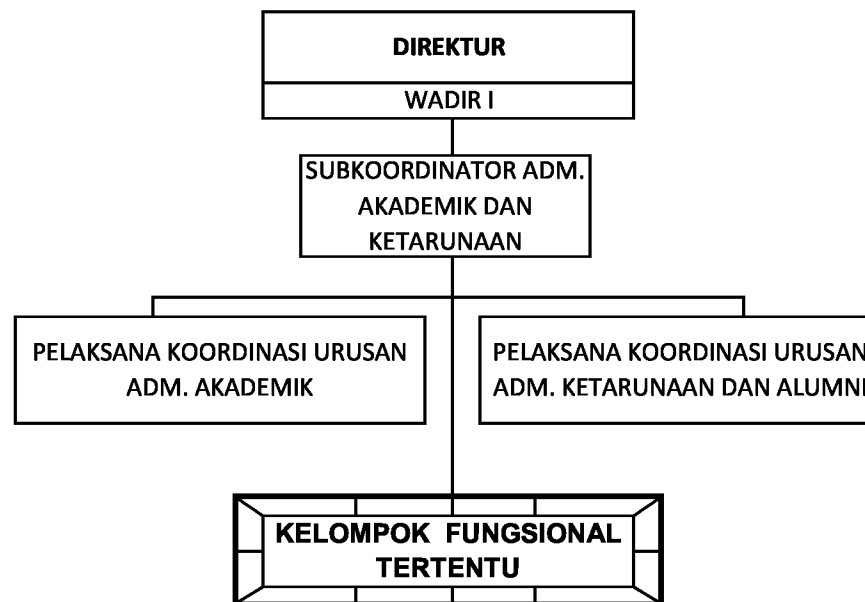 DIREKTUR
WADIR I
SUBKOORDINATOR ADM.
AKADEMIK DAN
KETARUNAAN
PELAKSANA KOORDINASI URUSAN
ADM. AKADEMIK
PELAKSANA KOORDINASI URUSAN
ADM. KETARUNAAN DAN ALUMNI
KELOMPOK FUNGSIONAL
TERTENTU